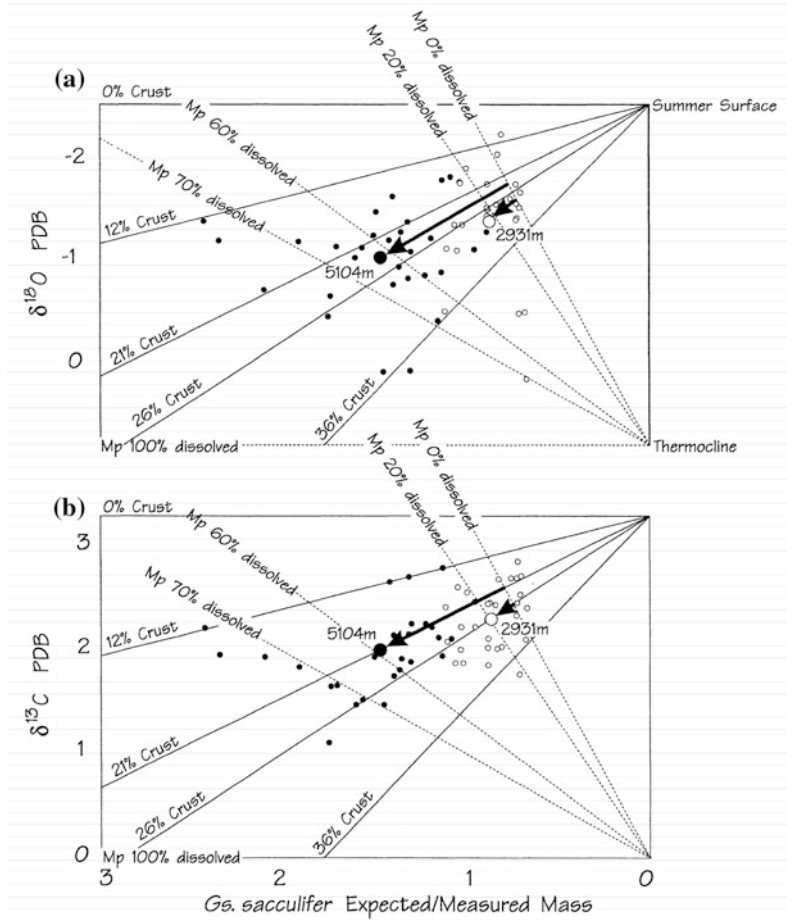 Mp 0% dissolved
Mp 20% dissolved
(a)
0% Crust
Summer Surface
Mp 60% dissolved
Mp 70% dissolved
-2
12% Crust
2931m
-1
5104m
δ18O PDB
0
21% Crust
26% Crust
36% Crust
Mp 100% dissolved
Thermocline
Mp 0% dissolved
Mp 20% dissolved
(b)
0% Crust
3
Mp 60% dissolved
Mp 70% dissolved
12% Crust
5104m
2931m
2
δ13C PDB
1
21% Crust
26% Crust
36% Crust
0
Mp 100% dissolved
3
2
1
0
Gs. sacculifer Expected/Measured Mass